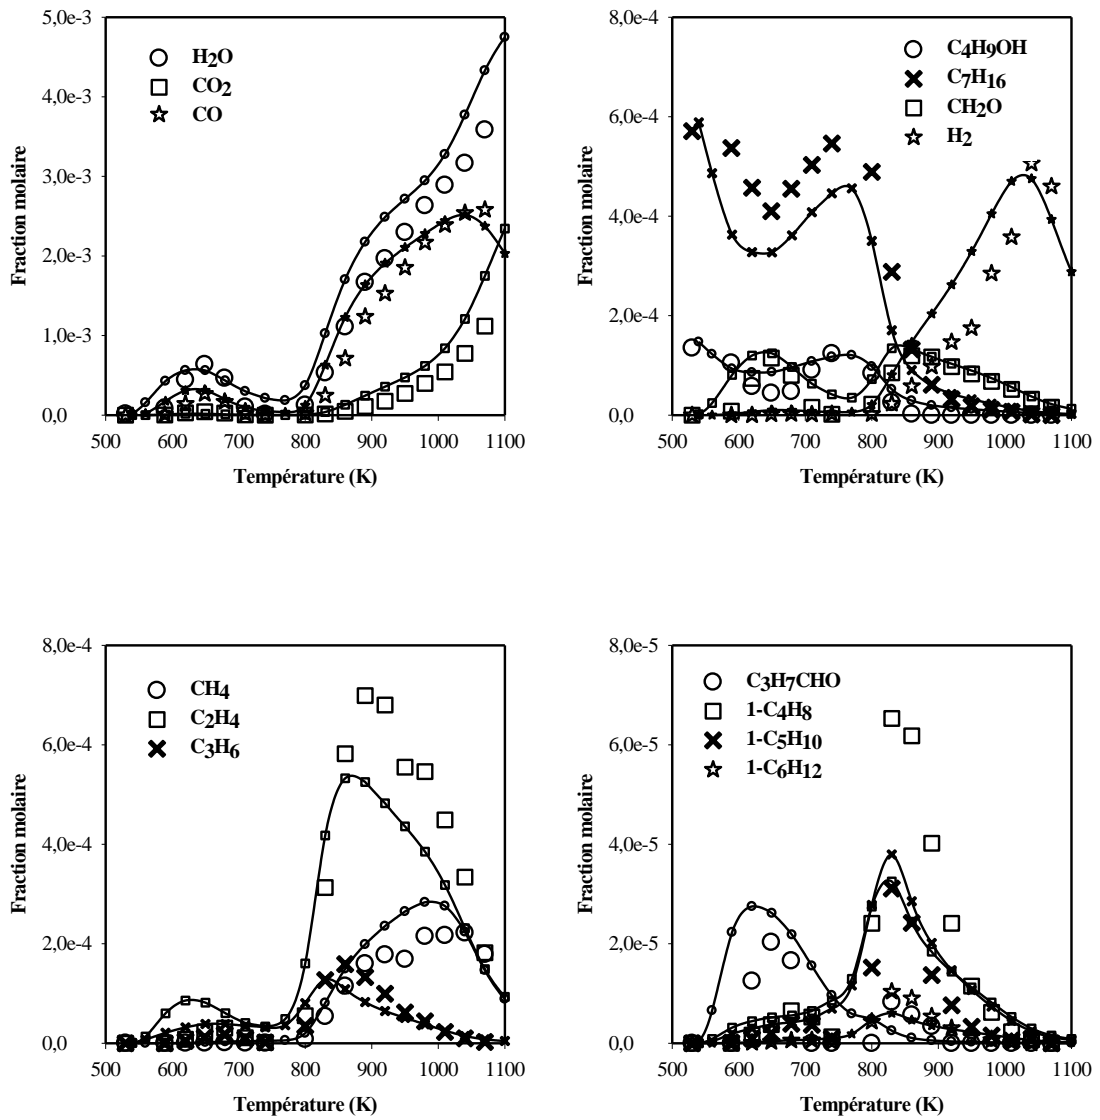 5,0e-3
4,0e-3
3,0e-3
2,0e-3
1,0e-3
0,0
Fraction molaire
H2O
CO2
CO
500 600 700 800 900 1000 1100
Température (K)
8,0e-4
6,0e-4
4,0e-4
2,0e-4
0,0
Fraction molaire
C4H9OH
C7H16
CH2O
H2
500 600 700 800 900 1000 1100
Température (K)
8,0e-4
6,0e-4
4,0e-4
2,0e-4
0,0
Fraction molaire
CH4
C2H4
C3H6
500 600 700 800 900 1000 1100
Température (K)
8,0e-5
6,0e-5
4,0e-5
2,0e-5
0,0
Fraction molaire
C3H7CHO
1-C4H8
1-C5H10
1-C6H12
500 600 700 800 900 1000 1100
Température (K)